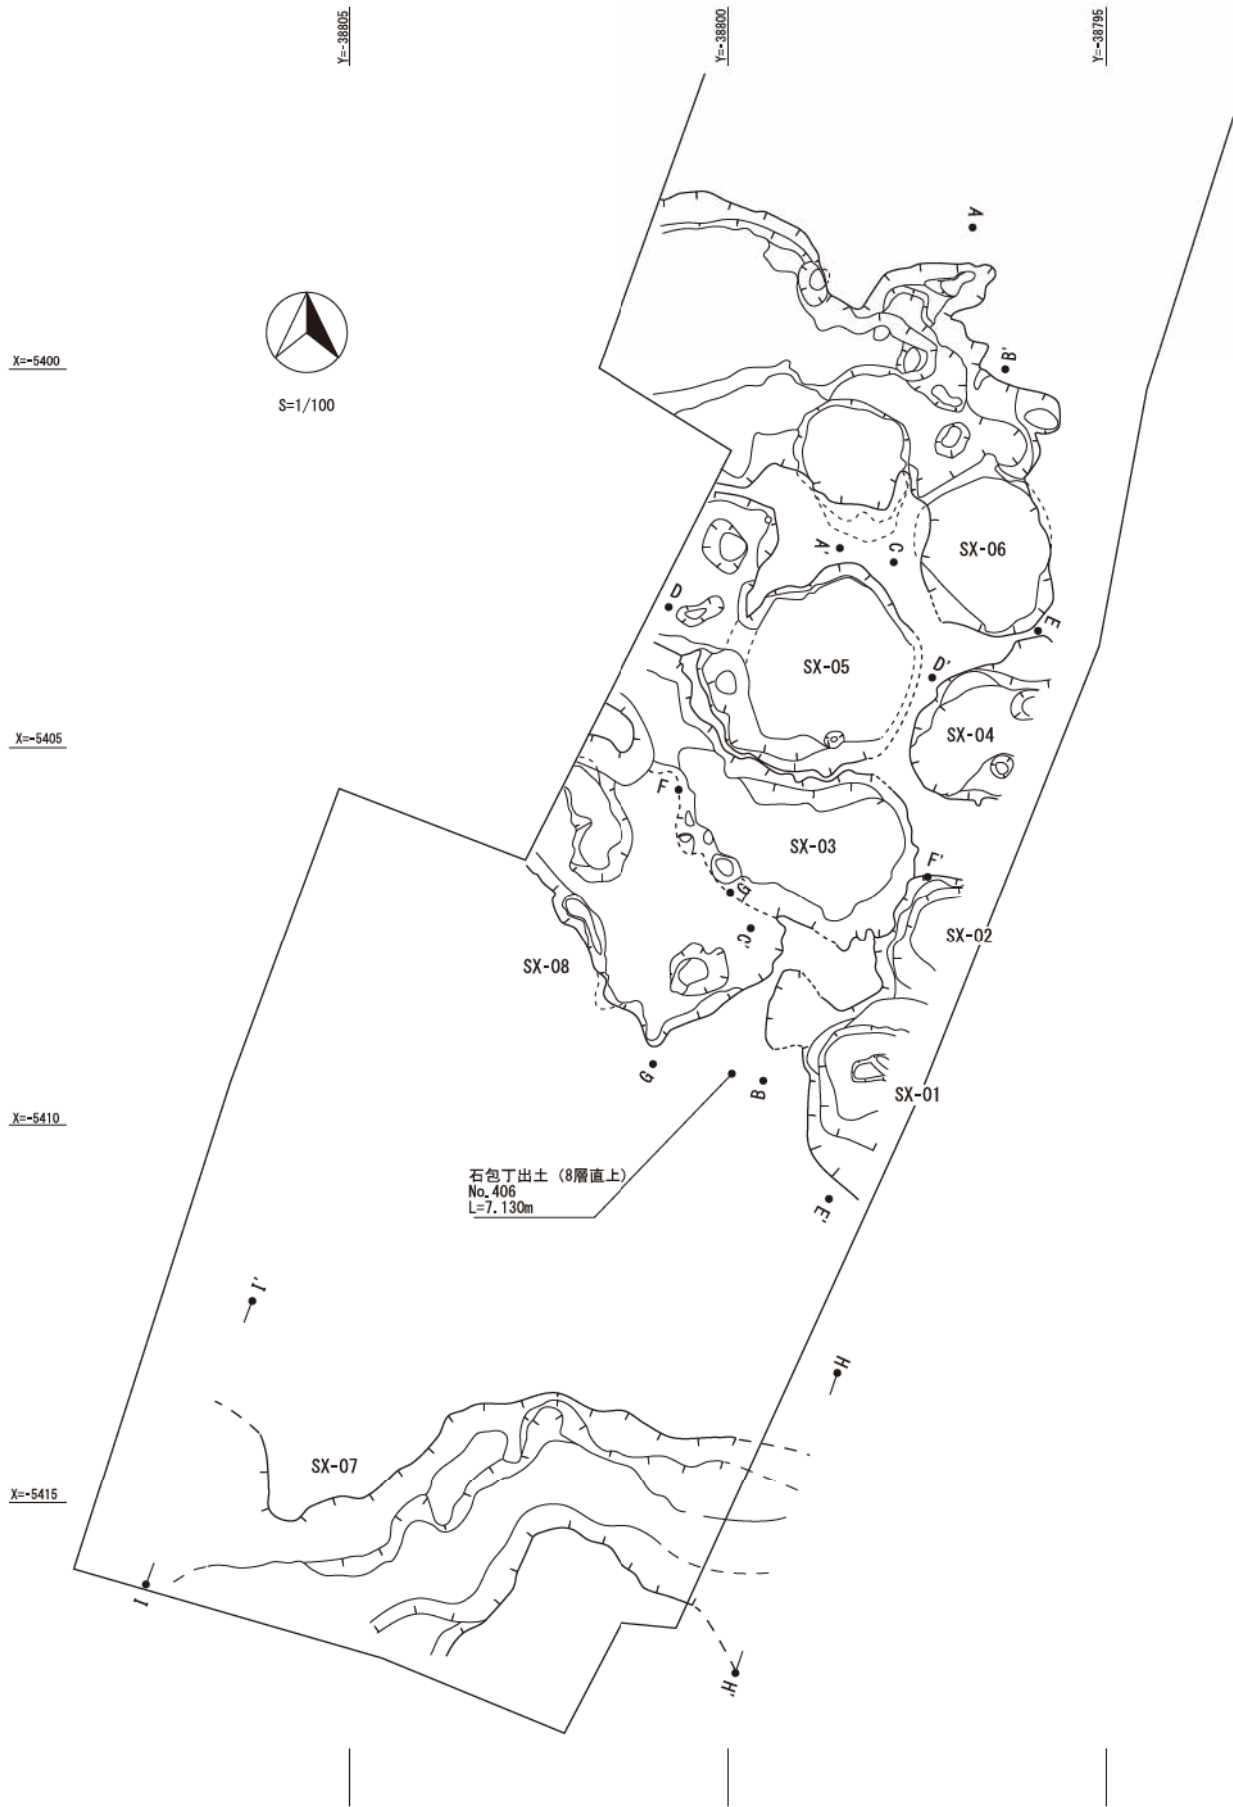 Y=-38805
Y=-38800
Y=-38795
A
B'
X=-5400
S=1/100
SX-06
A'
C
D
E
SX-05
D'
SX-04
X=-5405
F
SX-03
F'
G'
SX-02
C'
SX-08
G
B
SX-01
X=-5410
石包丁出土（8層直上）
No.406
L=7.130m
E'
I'
H
SX-07
X=-5415
I
H'